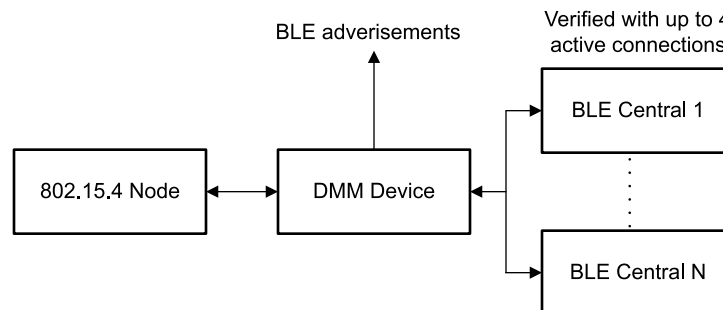 Verified with up to 4
active connections
BLE adverisements
BLE Central 1
802.15.4 Node
DMM Device
BLE Central N